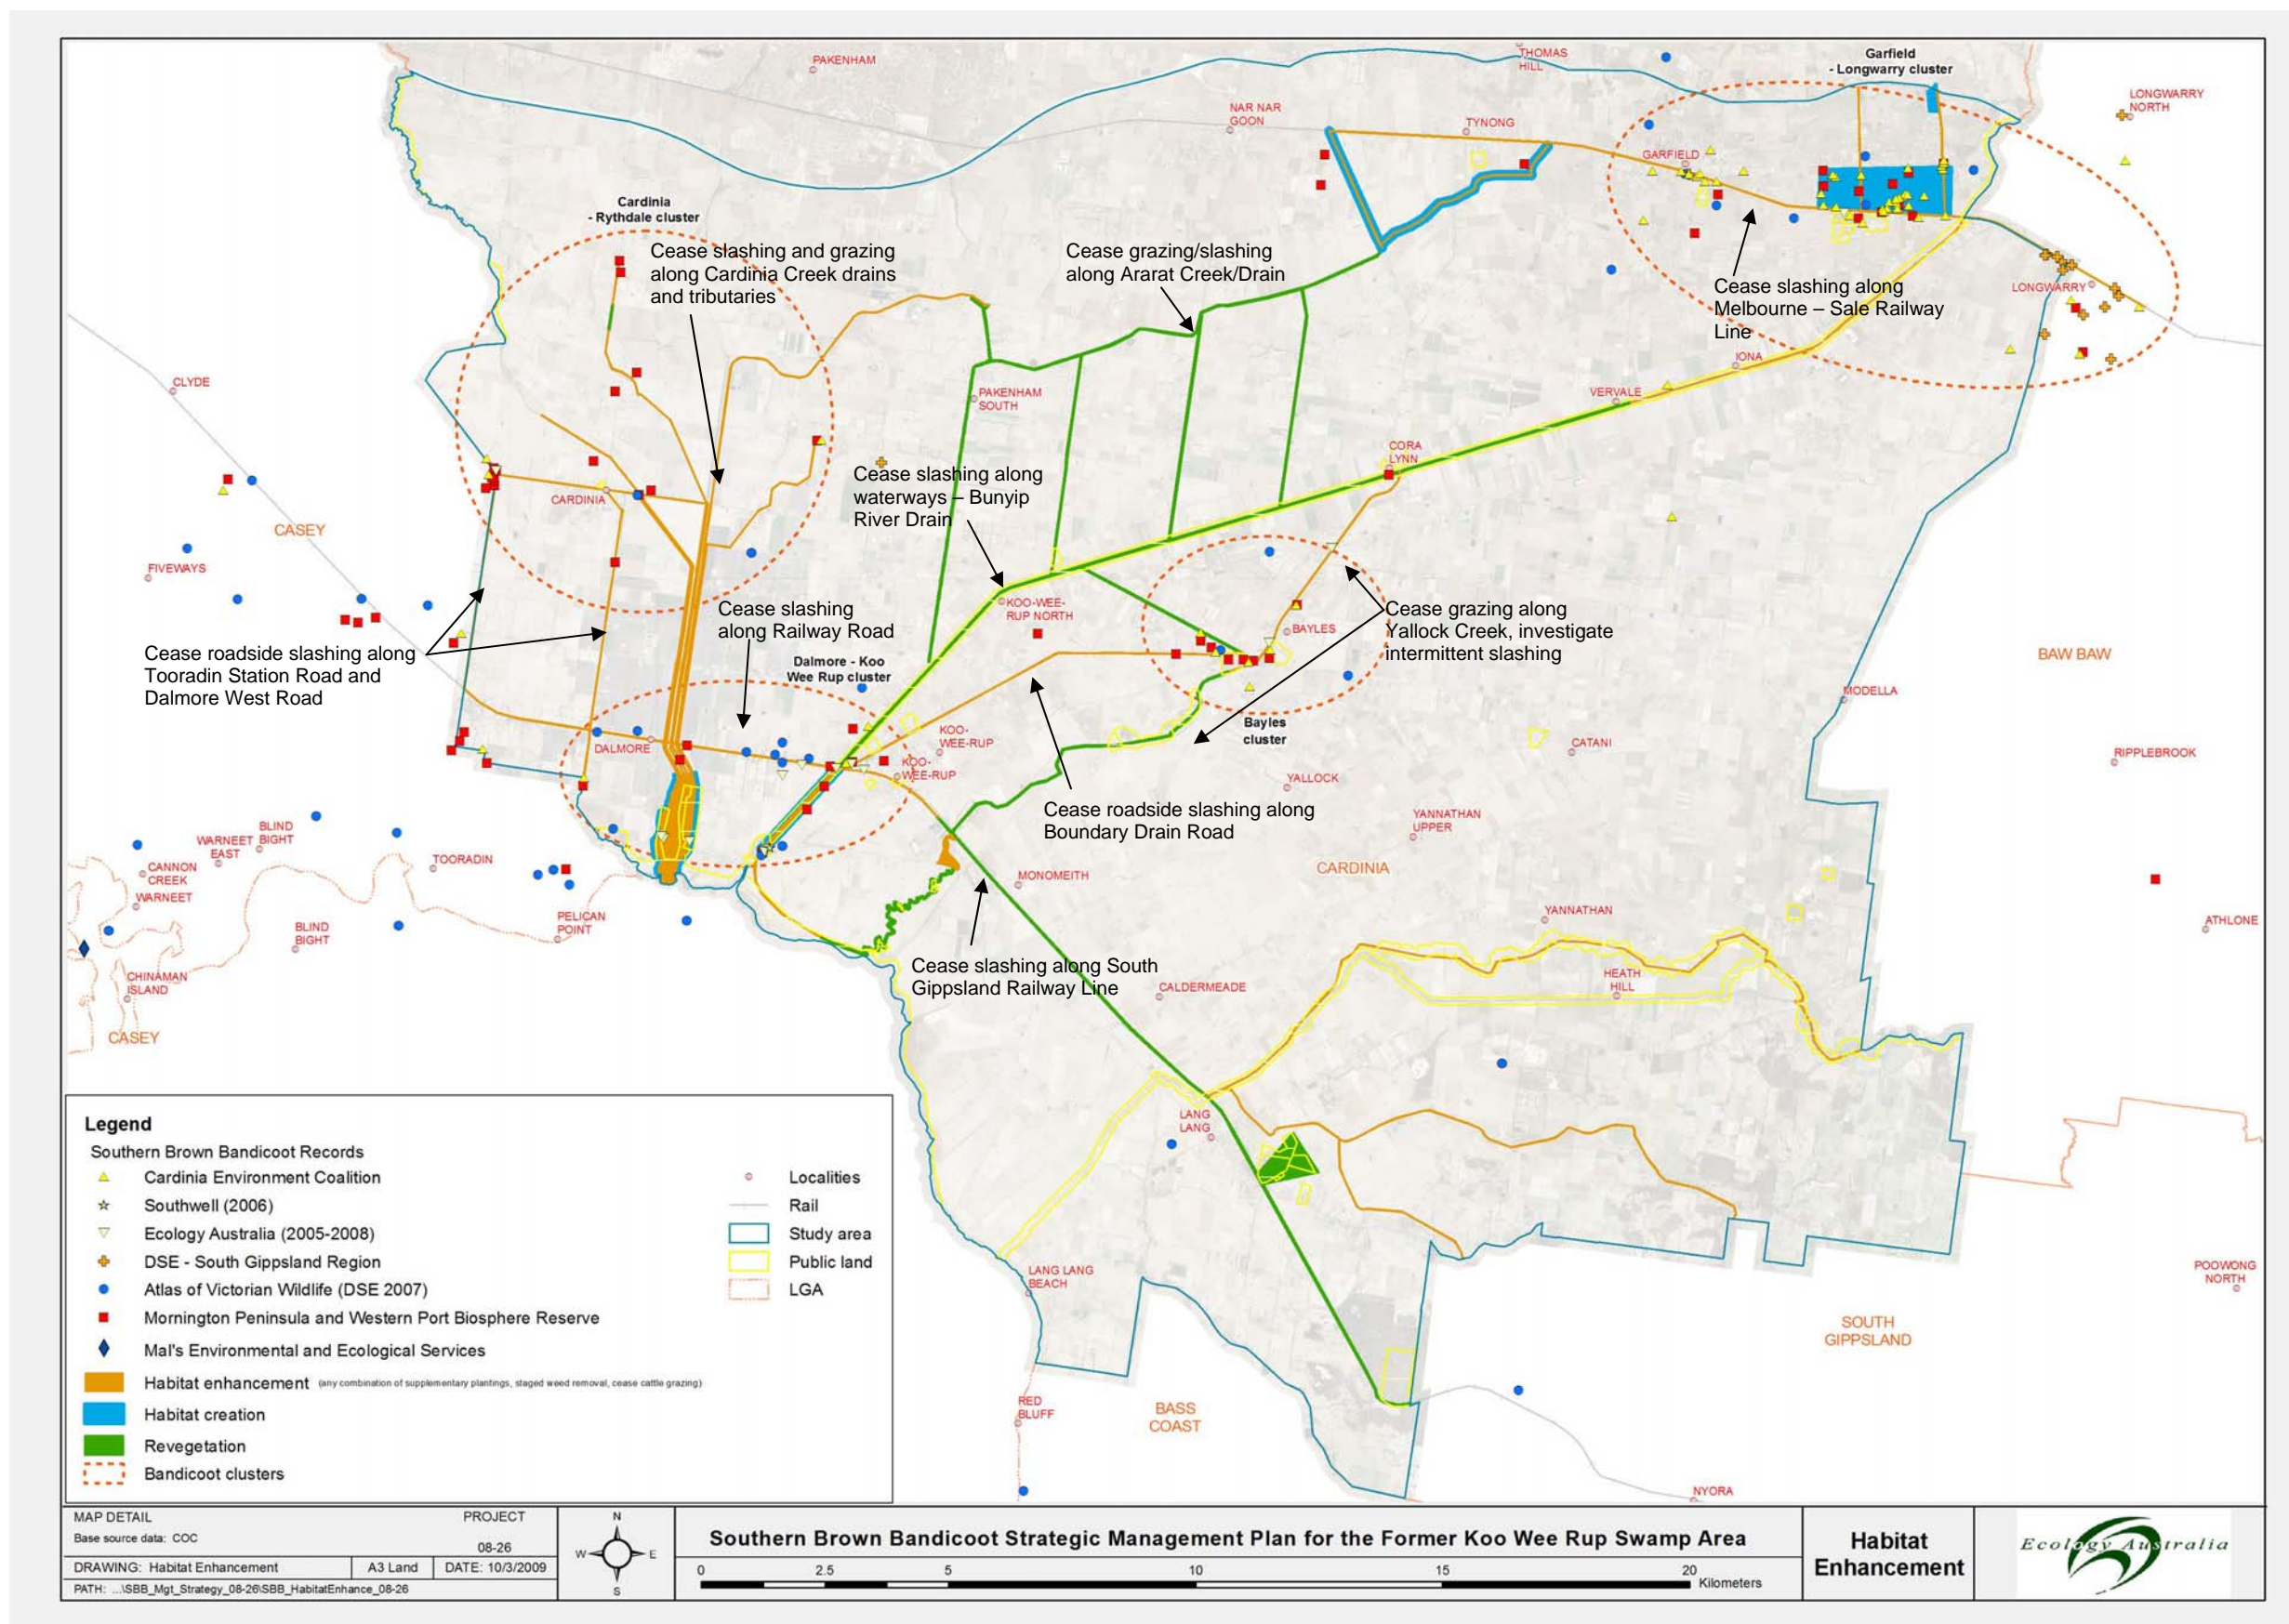 PAKENHAM
THOMAS
HILL
Garfield
- Longwarry cluster
LONGWARRY
NORTH
NAR NAR
GOON
TYNONG
GARFIELD
Cardinia
- Rythdale cluster
Cease slashing and grazing
along Cardinia Creek drains
and tributaries
Cease grazing/slashing
along Ararat Creek/Drain
Cease slashing along
Melbourne – Sale Railway
Line
LONGWARRY
IONA
CLYDE
PAKENHAM
SOUTH
VERVALE
CORA
LYNN
Cease slashing along
waterways – Bunyip
River Drain
CARDINIA
CASEY
FIVEWAYS
KOO-WEE-
RUP NORTH
Cease slashing
along Railway Road
BAYLES
Cease grazing along
Yallock Creek, investigate
intermittent slashing
Cease roadside slashing along
Tooradin Station Road and
Dalmore West Road
Dalmore - Koo
Wee Rup cluster
BAW BAW
MODELLA
Bayles
cluster
DALMORE
KOO-
WEE-RUP
KOO-
WEE-RUP
CATANI
RIPPLEBROOK
YALLOCK
Cease roadside slashing along
Boundary Drain Road
YANNATHAN
UPPER
BLIND
BIGHT
WARNEET
EAST
TOORADIN
CANNON
CREEK
WARNEET
CARDINIA
MONOMEITH
YANNATHAN
ATHLONE
PELICAN
POINT
BLIND
BIGHT
Cease slashing along South
Gippsland Railway Line
CHINAMAN
ISLAND
CALDERMEADE
HEATH
HILL
CASEY
LANG
LANG
LANG LANG
BEACH
POOWONG
NORTH
SOUTH
GIPPSLAND
RED
BLUFF
BASS
COAST
NYORA
Legend
Southern Brown Bandicoot Records
Cardinia Environment Coalition
Southwell (2006)
Ecology Australia (2005-2008)
DSE - South Gippsland Region
Atlas of Victorian Wildlife (DSE 2007)
Mornington Peninsula and Western Port Biosphere Reserve
Mal's Environmental and Ecological Services
Habitat enhancement (any combination of supplementary plantings, staged weed removal, cease cattle grazing)
Habitat creation
Revegetation
Bandicoot clusters
Localities
Rail
Study area
Public land
LGA
MAP DETAIL
PROJECT
Base source data: COC
08-26
DRAWING: Habitat Enhancement
A3 Land
DATE: 10/3/2009
PATH: ...\SBB_Mgt_Strategy_08-26\SBB_HabitatEnhance_08-26
N
W E
S
Southern Brown Bandicoot Strategic Management Plan for the Former Koo Wee Rup Swamp Area
0 2.5 5 10 15 20
Kilometers
Habitat
Enhancement
Ecology Australia